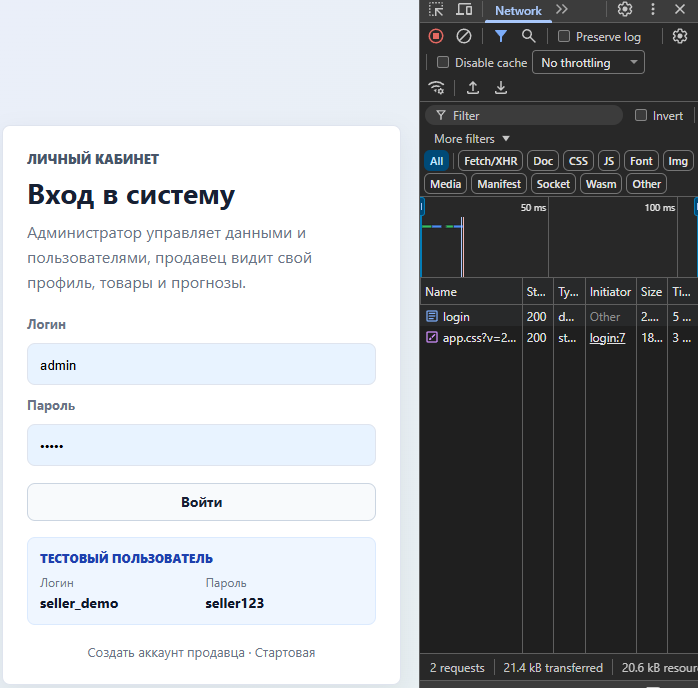 ЛИЧНЫЙ КАБИНЕТ
Вход в систему
Администратор управляет данными и
пользователями, продавец видит свой
профиль, товары и прогнозы.
Логин
admin
Пароль
•••••
Войти
ТЕСТОВЫЙ ПОЛЬЗОВАТЕЛЬ
Логин Пароль
seller_demo seller123
Создать аккаунт продавца · Стартовая
Network
Preserve log
Disable cache No throttling
Filter Invert
More filters
All Fetch/XHR Doc CSS JS Font Img
Media Manifest Socket Wasm Other
50 ms 100 ms
Name St... Ty... Initiator Size Ti...
login 200 d... Other 2.... 5 ...
app.css?v=2... 200 st... login:7 18... 3 ...
2 requests 21.4 kB transferred 20.6 kB resour